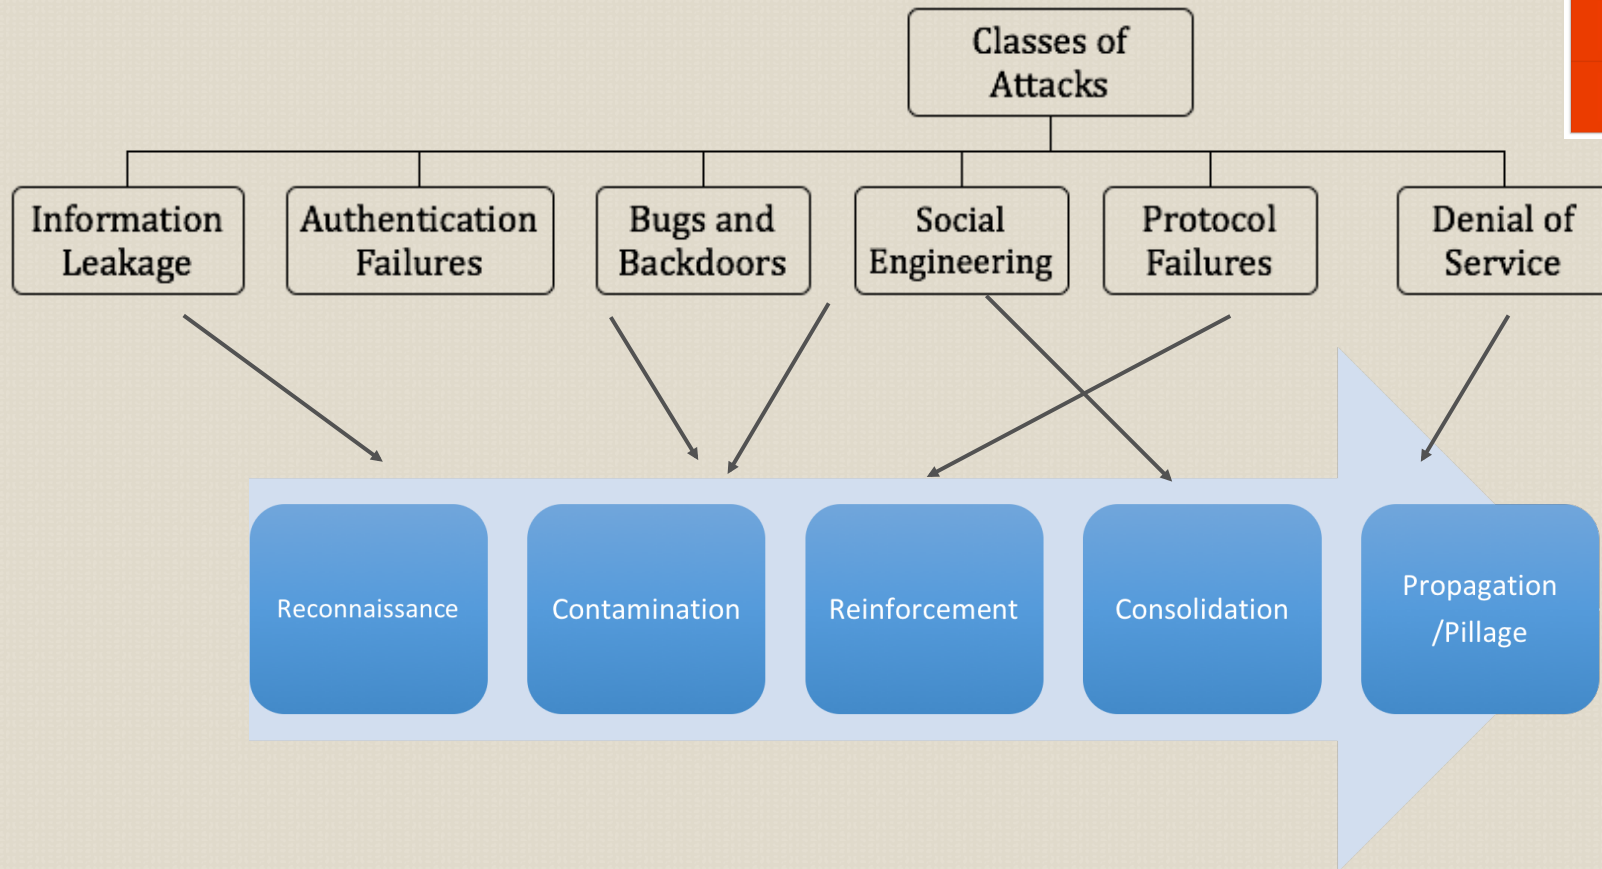 Classes of
Attacks
Information
Leakage
Authentication
Failures
Bugs and
Backdoors
Social
Engineering
Protocol
Failures
Denial of
Service
Reconnaissance
Contamination
Reinforcement
Consolidation
Propagation
/Pillage